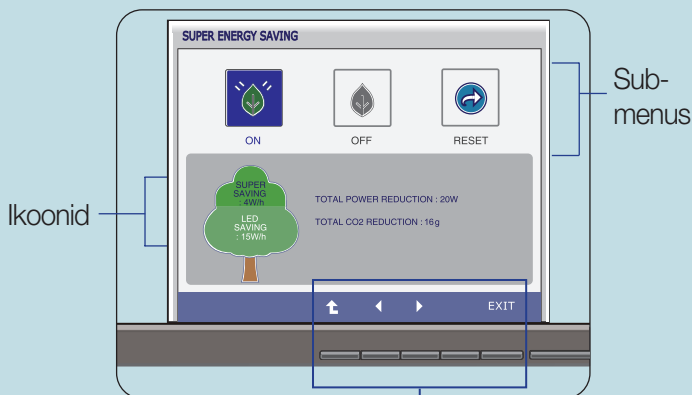 SUPER ENERGY SAVING
ON
OFF
RESET
Sub-
menus
Ikoonid
SUPER
SAVING
: 4W/h
LED
SAVING
: 15W/h
TOTAL POWER REDUCTION : 20W
TOTAL CO2 REDUCTION : 16g
EXIT